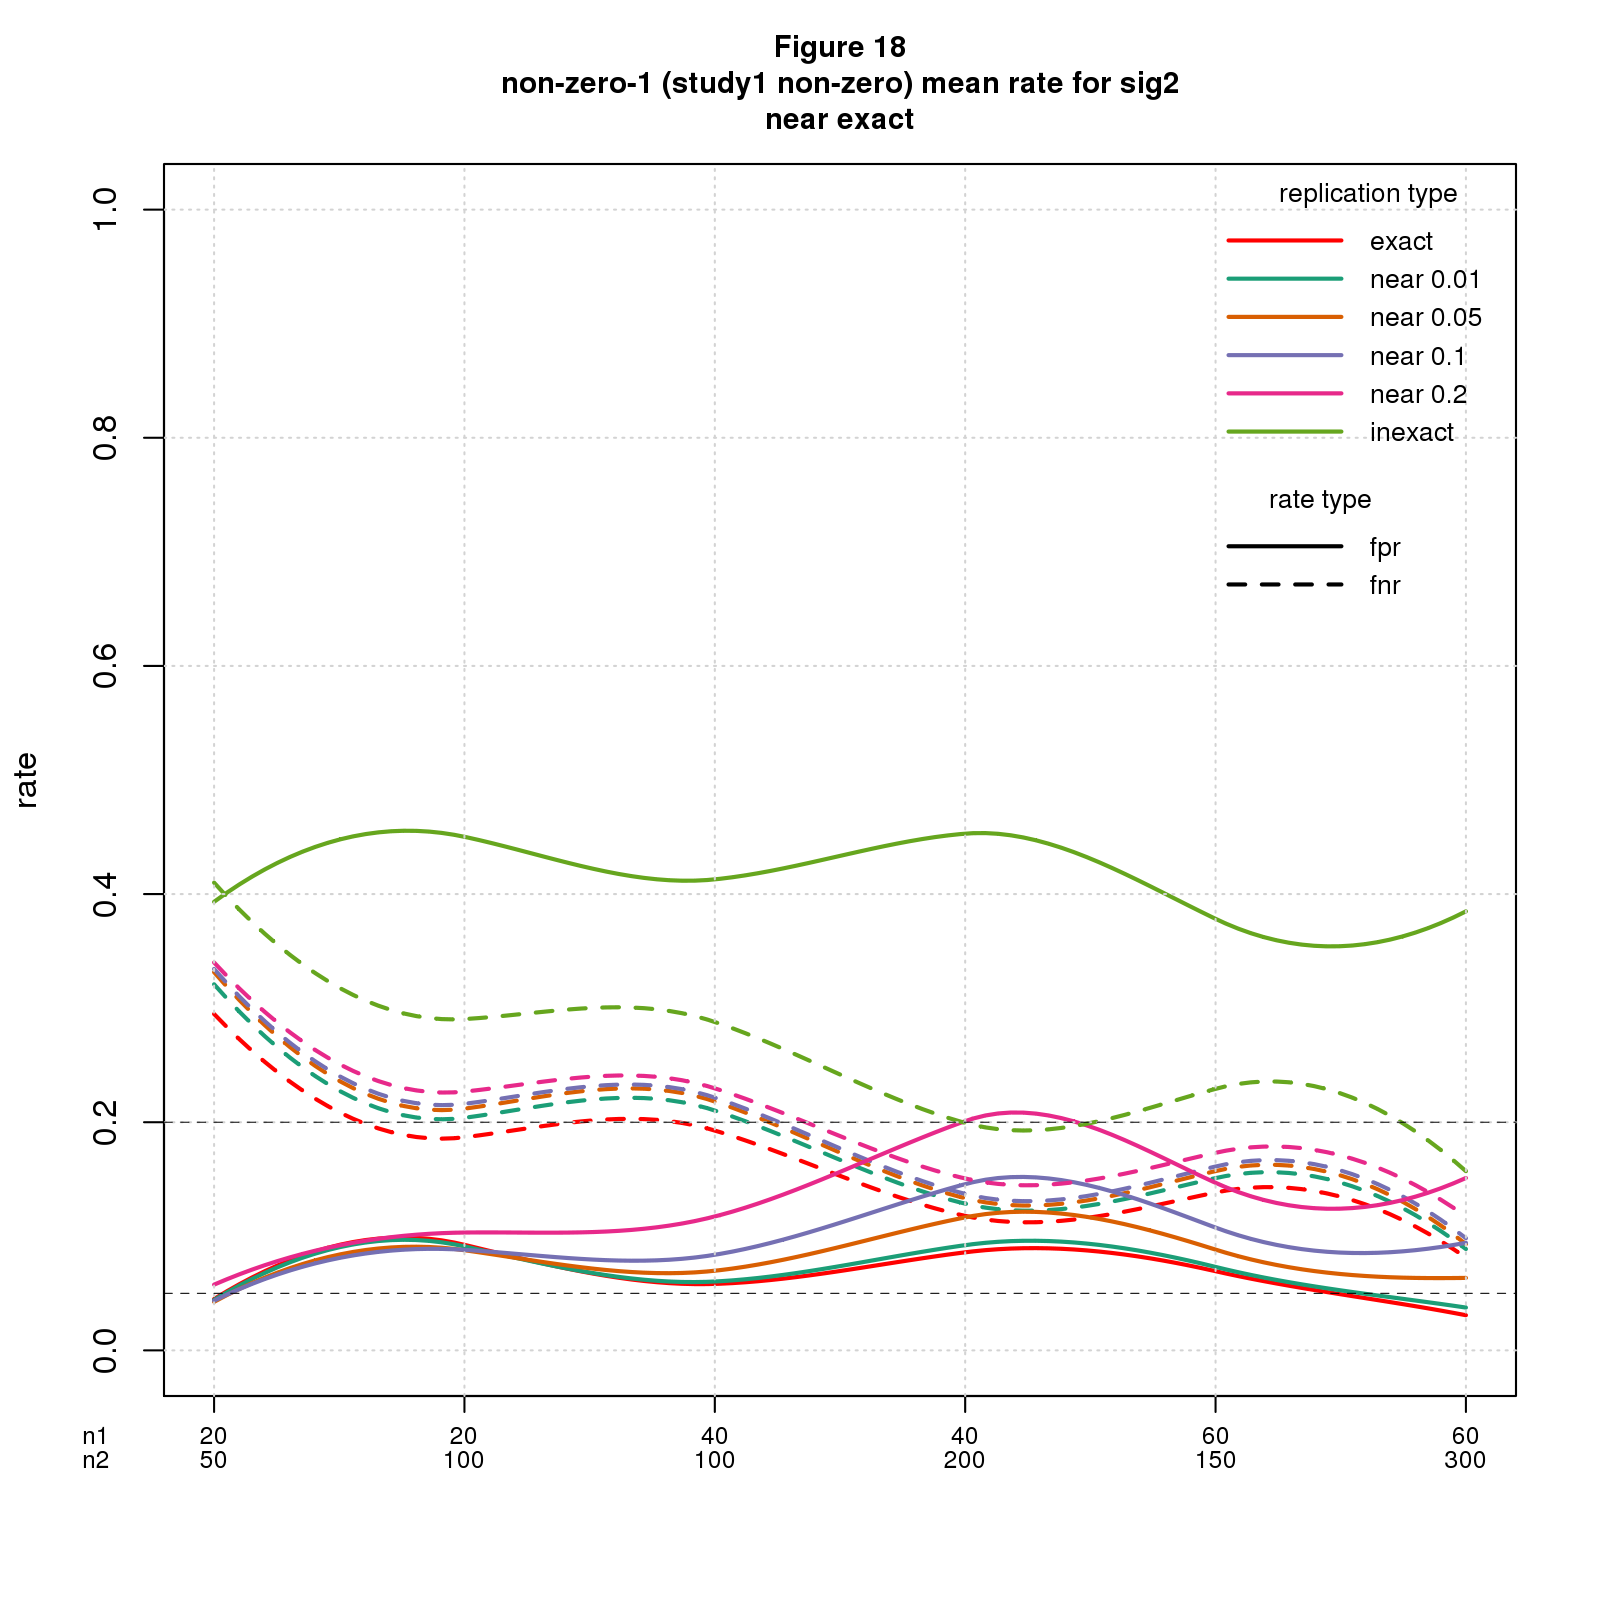 Figure 18
non-zero-1 (study1 non-zero) mean rate for sig2
near exact
replication type
exact
near 0.01
near 0.05
near 0.1
near 0.2
inexact
rate type
fpr
fnr
rate
1.0
0.8
0.6
0.4
0.2
0.0
n1 20 20 40 40 60 60
n2 50 100 100 200 150 300